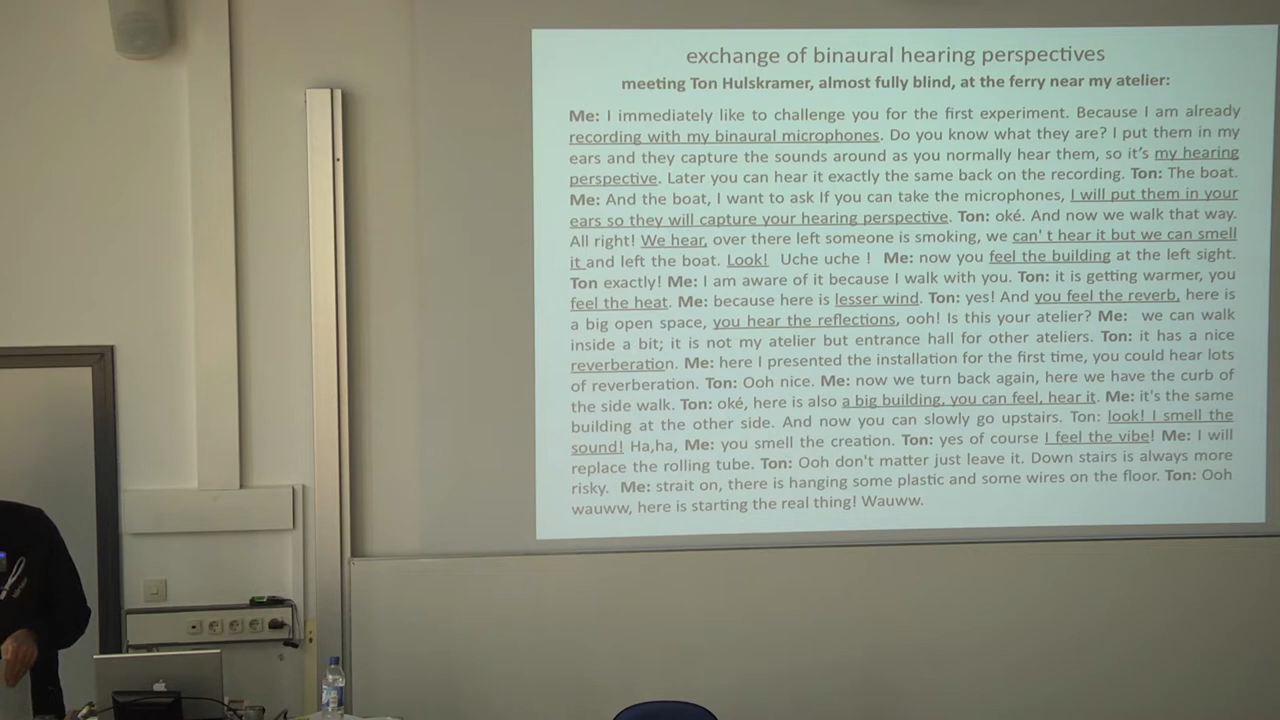 exchange of binaural hearing perspectives
meeting Ton Hulskramer, almost fully blind, at the ferry near my atelier:
Me: I immediately like to challenge you for the first experiment. Because I am already
recording with my binaural microphones. Do you know what they are? I put them in my
ears and they capture the sounds around as you normally hear them, so it's my hearing
perspective. Later you can hear it exactly the same back on the recording. Ton: The boat.
Me: And the boat, I want to ask If you can take the microphones, I will put them in your
ears so they will capture your hearing perspective. Ton: oké. And now we walk that way.
All right! We hear, over there left someone is smoking, we can' t hear it but we can smell
it and left the boat. Look! Uche uche ! Me: now you feel the building at the left sight.
Ton exactly! Me: I am aware of it because I walk with you. Ton: it is getting warmer, you
feel the heat. Me: because here is lesser wind. Ton: yes! And you feel the reverb, here is
a big open space, you hear the reflections, ooh! Is this your atelier? Me: we can walk
inside a bit; it is not my atelier but entrance hall for other ateliers. Ton: it has a nice
reverberation. Me: here I presented the installation for the first time, you could hear lots
of reverberation. Ton: Ooh nice. Me: now we turn back again, here we have the curb of
the side walk. Ton: oké, here is also a big building, you can feel, hear it. Me: it's the same
building at the other side. And now you can slowly go upstairs. Ton: look! I smell the
sound! Ha,ha, Me: you smell the creation. Ton: yes of course I feel the vibe! Me: I will
replace the rolling tube. Ton: Ooh don't matter just leave it. Down stairs is always more
risky. Me: strait on, there is hanging some plastic and some wires on the floor. Ton: Ooh
wauww, here is starting the real thing! Wauww.